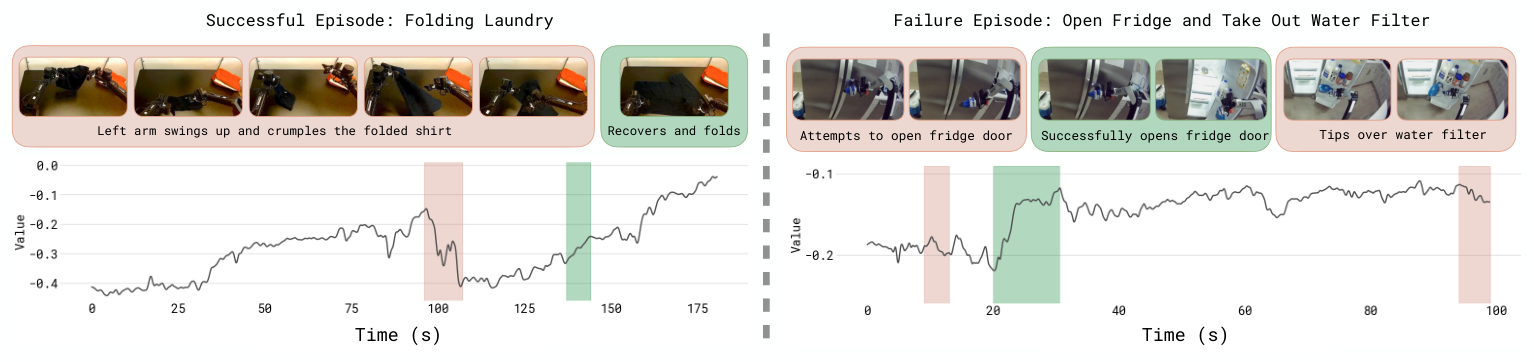 Successful Episode: Folding Laundry
Left arm swings up and crumples the folded shirt
Recovers and folds
Value
0.0
-0.1
-0.2
-0.3
-0.4
0 25 50 75 100 125 150 175
Time (s)
Failure Episode: Open Fridge and Take Out Water Filter
Attempts to open fridge door
Successfully opens fridge door
Tips over water filter
Value
-0.1
-0.2
0 20 40 60 80 100
Time (s)